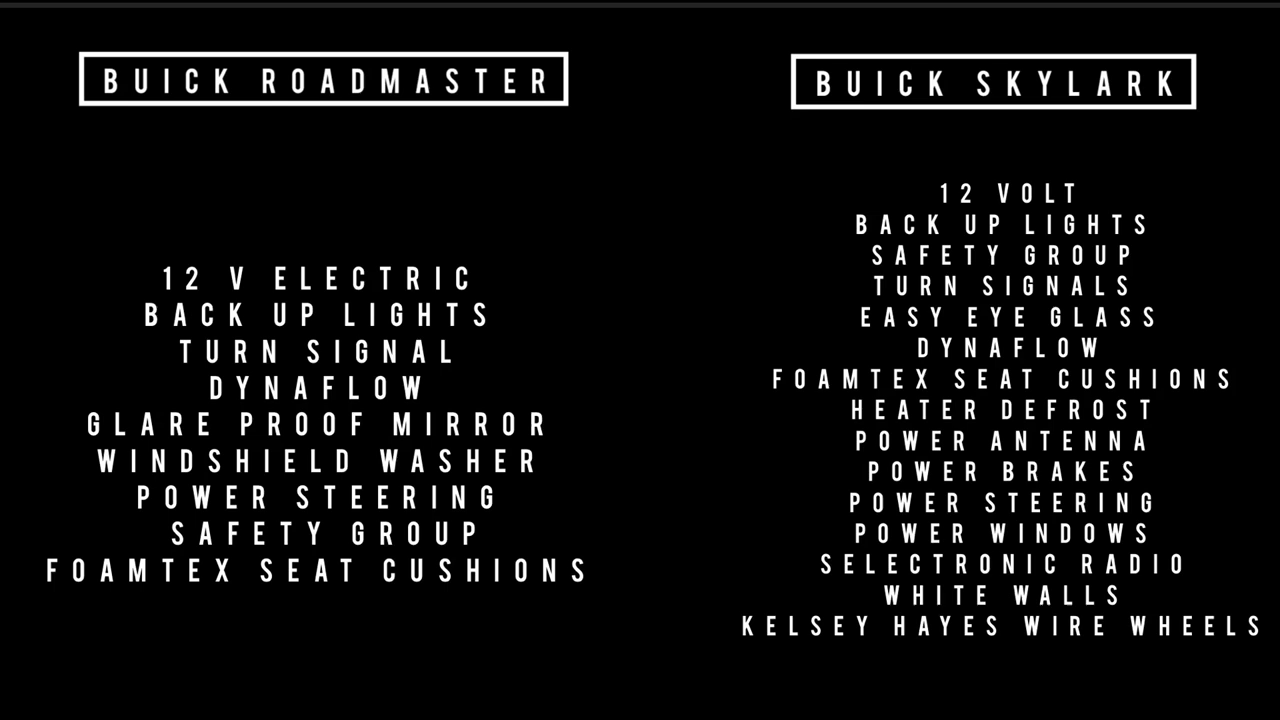 BUICK ROADMASTER
12 V ELECTRIC
BACK UP LIGHTS
TURN SIGNAL
DYNAFLOW
GLARE PROOF MIRROR
WINDSHIELD WASHER
POWER STEERING
SAFETY GROUP
FOAMTEX SEAT CUSHIONS
BUICK SKYLARK
12 VOLT
BACK UP LIGHTS
SAFETY GROUP
TURN SIGNALS
EASY EYE GLASS
DYNAFLOW
FOAMTEX SEAT CUSHIONS
HEATER DEFROST
POWER ANTENNA
POWER BRAKES
POWER STEERING
POWER WINDOWS
SELECTRONIC RADIO
WHITE WALLS
KELSEY HAYES WIRE WHEELS